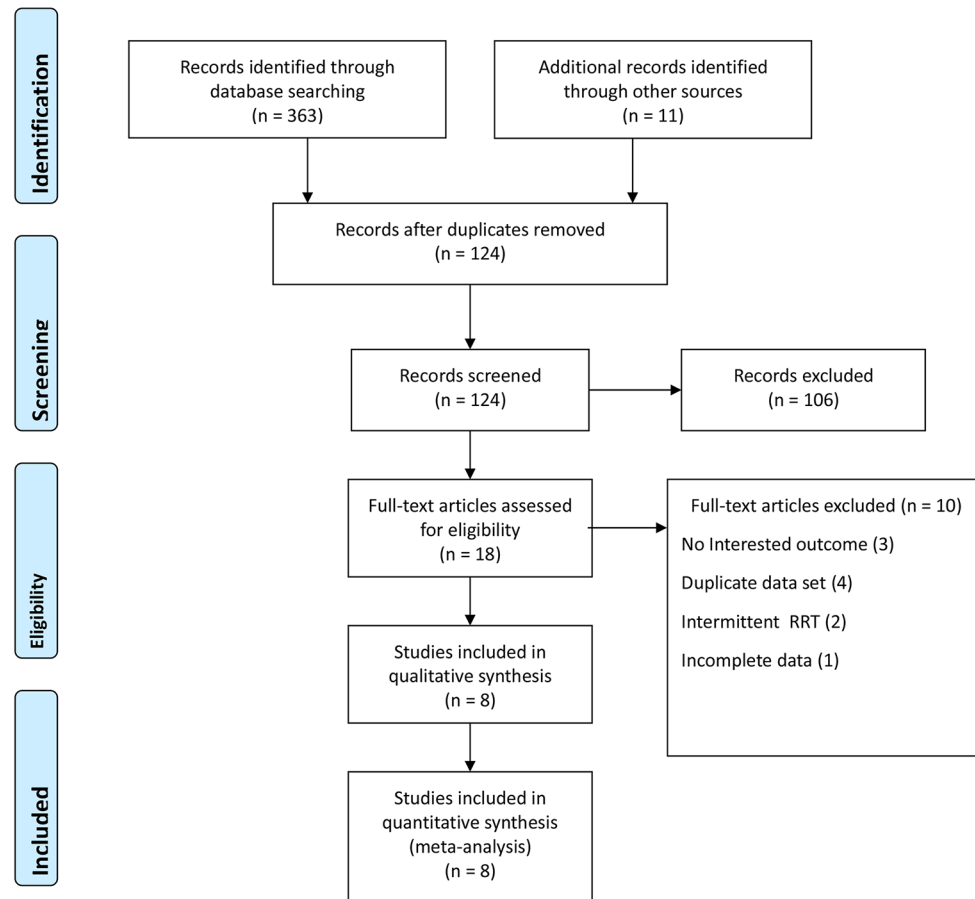 Identification
Records identified through
database searching
(n = 363)
Additional records identified
through other sources
(n = 11)
Records after duplicates removed
(n = 124)
Screening
Records screened
(n = 124)
Records excluded
(n = 106)
Eligibility
Full-text articles assessed
for eligibility
(n = 18)
Full-text articles excluded (n = 10)
No Interested outcome (3)
Duplicate data set (4)
Intermittent RRT (2)
Incomplete data (1)
Studies included in
qualitative synthesis
(n = 8)
Included
Studies included in
quantitative synthesis
(meta-analysis)
(n = 8)